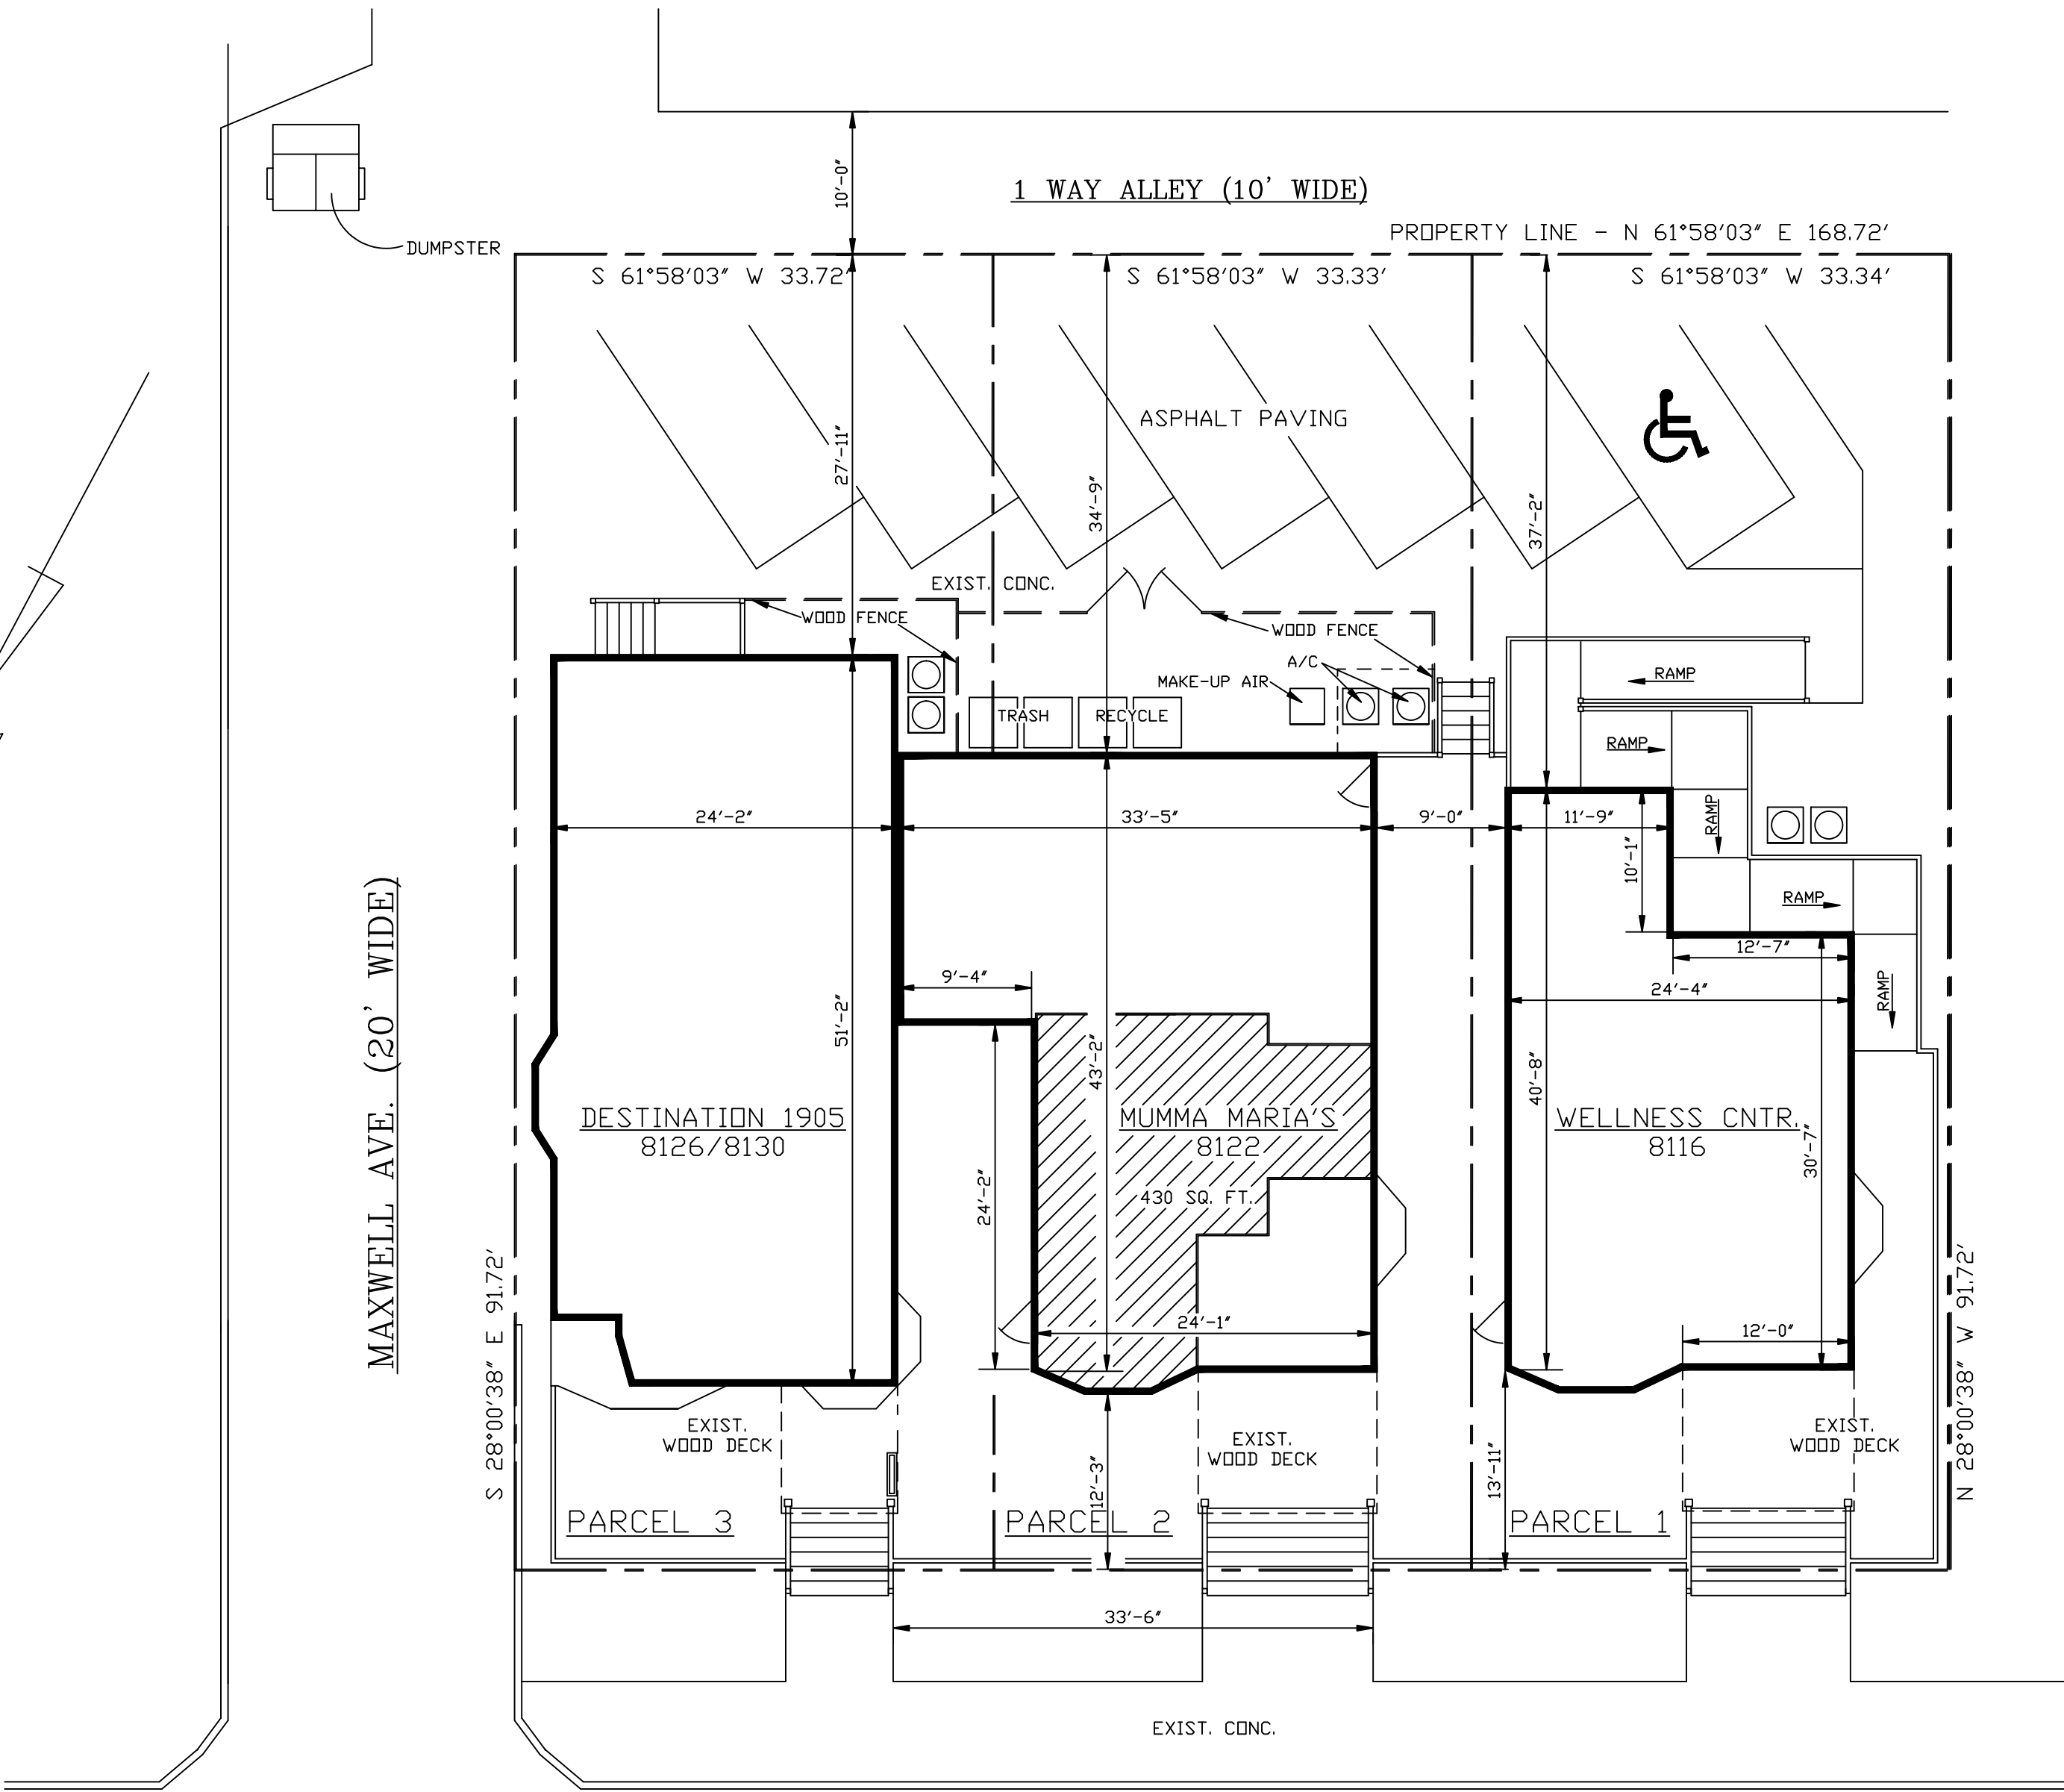 10'-0"
1 WAY ALLEY (10' WIDE)
DUMPSTER
PROPERTY LINE - N 61°58'03" E 168.72'
S 61°58'03" W 33.72'
S 61°58'03" W 33.33'
S 61°58'03" W 33.34'
ASPHALT PAVING
27'-11"
34'-9"
37'-2"
EXIST. CONC.
WOOD FENCE
WOOD FENCE
A/C
MAKE-UP AIR
TRASH
RECYCLE
RAMP
RAMP
RAMP
RAMP
RAMP
24'-2"
33'-5"
9'-0"
11'-9"
10'-1"
12'-7"
24'-4"
9'-4"
51'-2"
43'-2"
40'-8"
30'-7"
24'-2"
MAXWELL AVE. (20' WIDE)
DESTINATION 1905
8126/8130
MUMMA MARIA'S
8122
430 SQ. FT.
WELLNESS CNTR.
8116
24'-1"
12'-0"
S 28°00'38" E 91.72'
N 28°00'38" W 91.72'
EXIST.
WOOD DECK
EXIST.
WOOD DECK
EXIST.
WOOD DECK
12'-3"
13'-11"
PARCEL 3
PARCEL 2
PARCEL 1
33'-6"
EXIST. CONC.